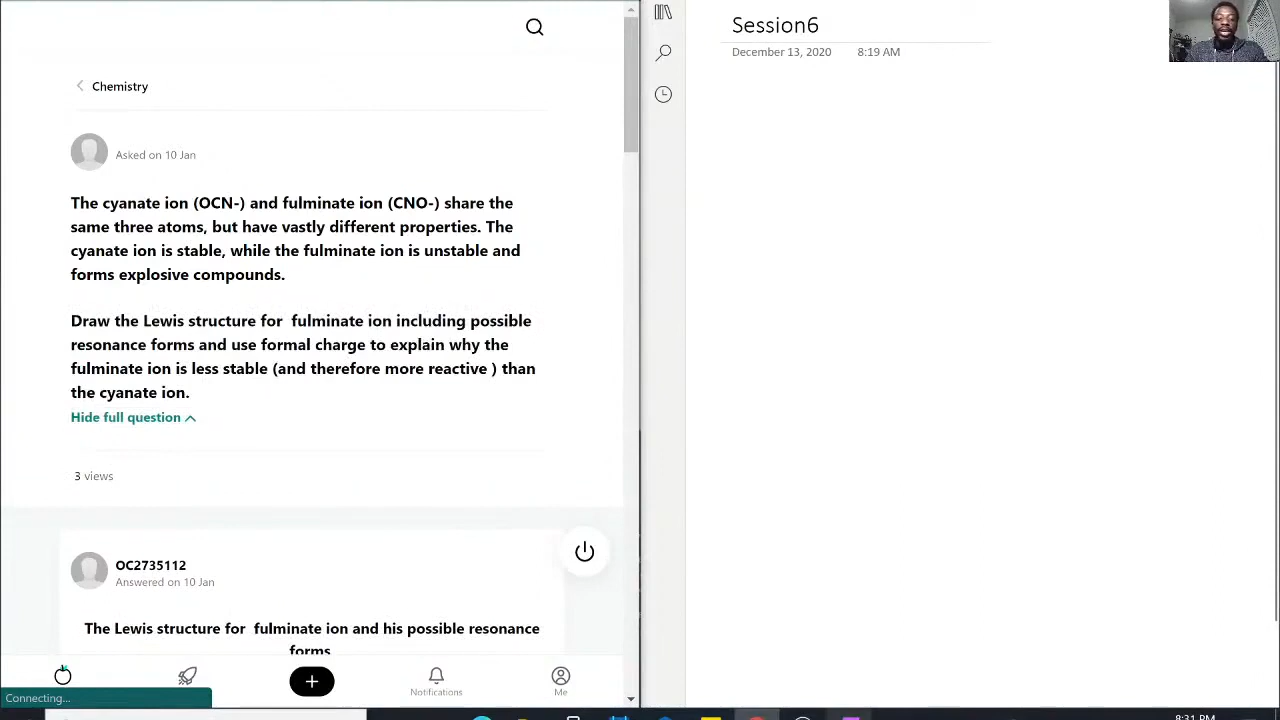 Chemistry
Asked on 10 Jan
The cyanate ion (OCN-) and fulminate ion (CNO-) share the
same three atoms, but have vastly different properties. The
cyanate ion is stable, while the fulminate ion is unstable and
forms explosive compounds.
Draw the Lewis structure for fulminate ion including possible
resonance forms and use formal charge to explain why the
fulminate ion is less stable (and therefore more reactive ) than
the cyanate ion.
Hide full question
3 views
OC2735112
Answered on 10 Jan
The Lewis structure for fulminate ion and his possible resonance
forms
Notifications
Me
Connecting...
Session6
December 13, 2020 8:19 AM
8:31 PM